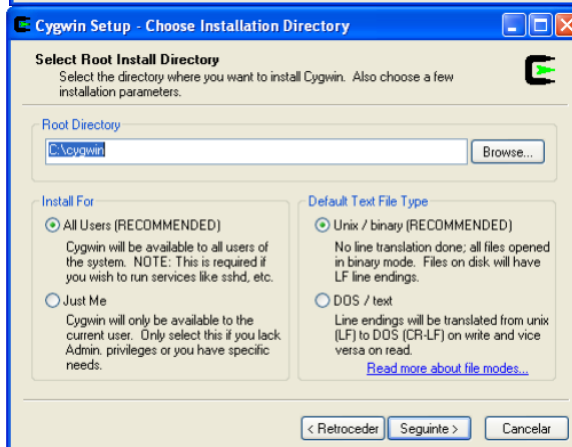 Cygwin Setup - Choose Installation Directory
Select Root Install Directory
Select the directory where you want to install Cygwin. Also choose a few
installation parameters.
Root Directory
C:\cygwin
Browse...
Install For
All Users (RECOMMENDED)
Cygwin will be available to all users of
the system. NOTE: This is required if
you wish to run services like sshd, etc.
Just Me
Cygwin will only be available to the
current user. Only select this if you lack
Admin. privileges or you have specific
needs.
Default Text File Type
Unix / binary (RECOMMENDED)
No line translation done; all files opened
in binary mode. Files on disk will have
LF line endings.
DOS / text
Line endings will be translated from unix
(LF) to DOS (CR-LF) on write and vice
versa on read.
Read more about file modes...
< Retroceder
Seguinte >
Cancelar